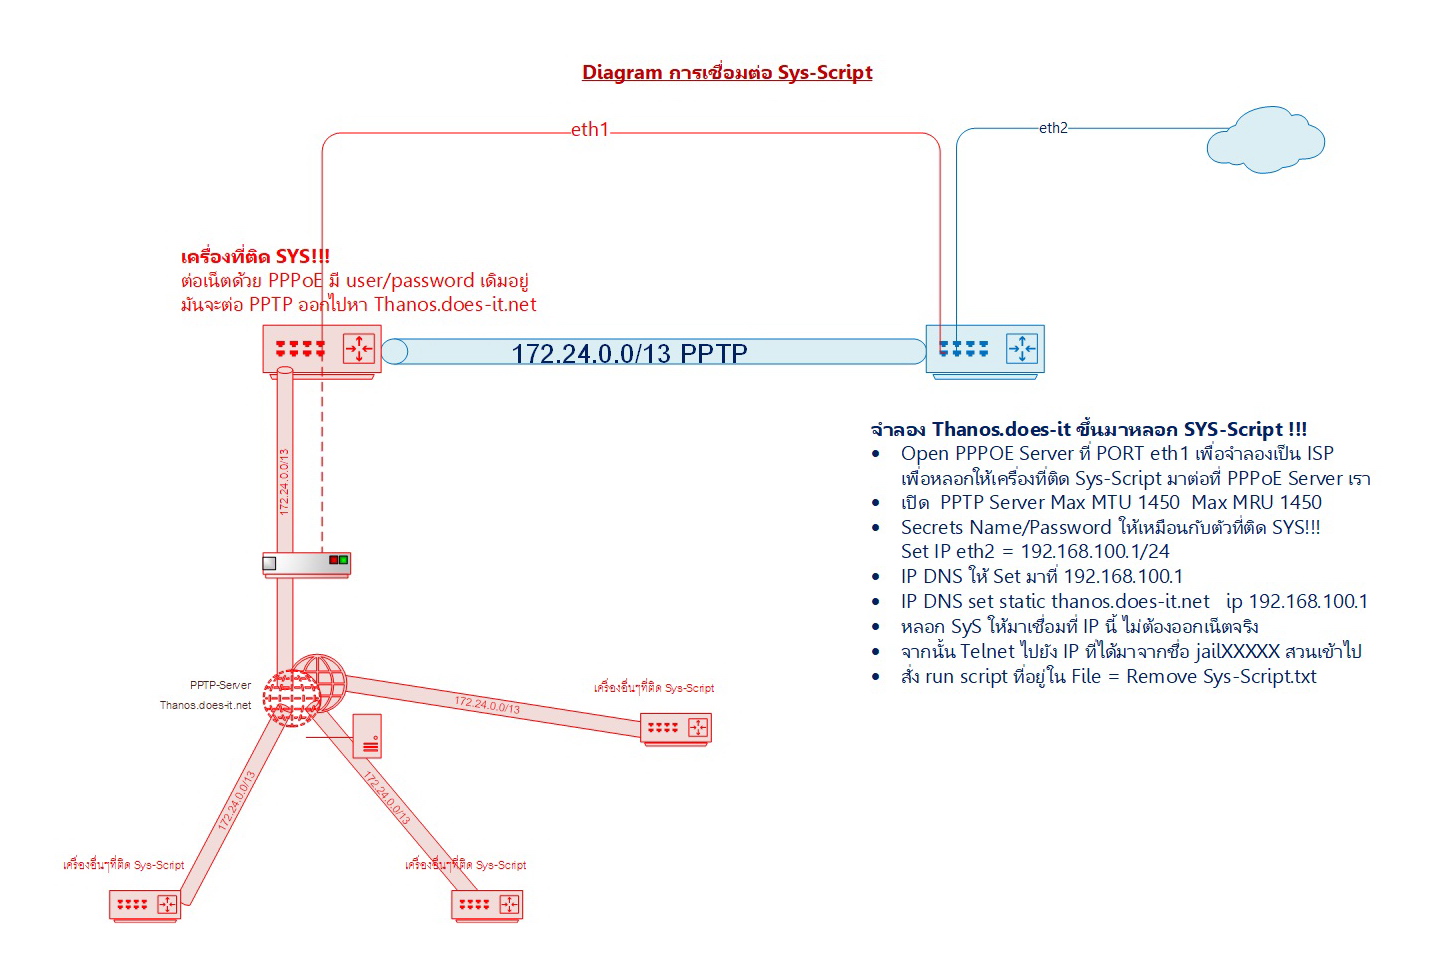 Diagram การเชื่อมต่อ Sys-Script
eth1
eth2
เครื่องที่ติด SYS!!!
ต่อเน็ตด้วย PPPoE มี user/password เดิมอยู่
มันจะต่อ PPTP ออกไปหา Thanos.does-it.net
172.24.0.0/13 PPTP
จำลอง Thanos.does-it ขึ้นมาหลอก SYS-Script !!!
• Open PPPOE Server ที่ PORT eth1 เพื่อจำลองเป็น ISP
เพื่อหลอกให้เครื่องที่ติด Sys-Script มาต่อที่ PPPoE Server เรา
• เปิด PPTP Server Max MTU 1450 Max MRU 1450
• Secrets Name/Password ให้เหมือนกับตัวที่ติด SYS!!!
Set IP eth2 = 192.168.100.1/24
• IP DNS ให้ Set มาที่ 192.168.100.1
• IP DNS set static thanos.does-it.net ip 192.168.100.1
• หลอก SyS ให้มาเชื่อมที่ IP นี้ ไม่ต้องออกเน็ตจริง
• จากนั้น Telnet ไปยัง IP ที่ได้มาจากชื่อ jailXXXXX สวนเข้าไป
• สั่ง run script ที่อยู่ใน File = Remove Sys-Script.txt
172.24.0.0/13
PPTP-Server
Thanos.does-it.net
เครื่องอื่นๆที่ติด Sys-Script
172.24.0.0/13
172.24.0.0/13
172.24.0.0/13
เครื่องอื่นๆที่ติด Sys-Script
เครื่องอื่นๆที่ติด Sys-Script